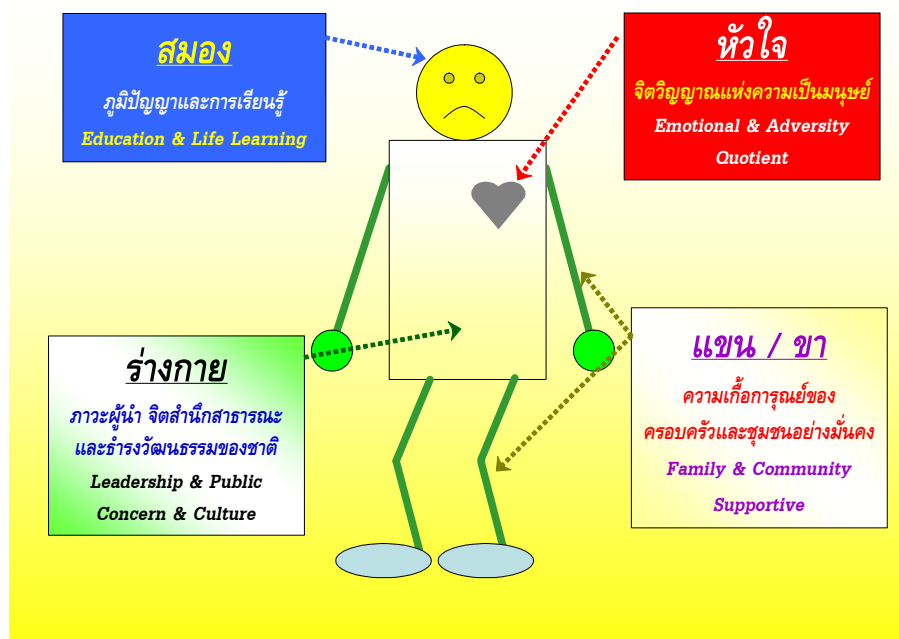 สมอง
ภูมิปัญญาและการเรียนรู้
Education & Life Learning
หัวใจ
จิตวิญญาณแห่งความเป็นมนุษย์
Emotional & Adversity
Quotient
ร่างกาย
ภาวะผู้นำ จิตสำนึกสาธารณะ
และธำรงวัฒนธรรมของชาติ
Leadership & Public
Concern & Culture
แขน / ขา
ความเกื้อการุณย์ของ
ครอบครัวและชุมชนอย่างมั่นคง
Family & Community
Supportive